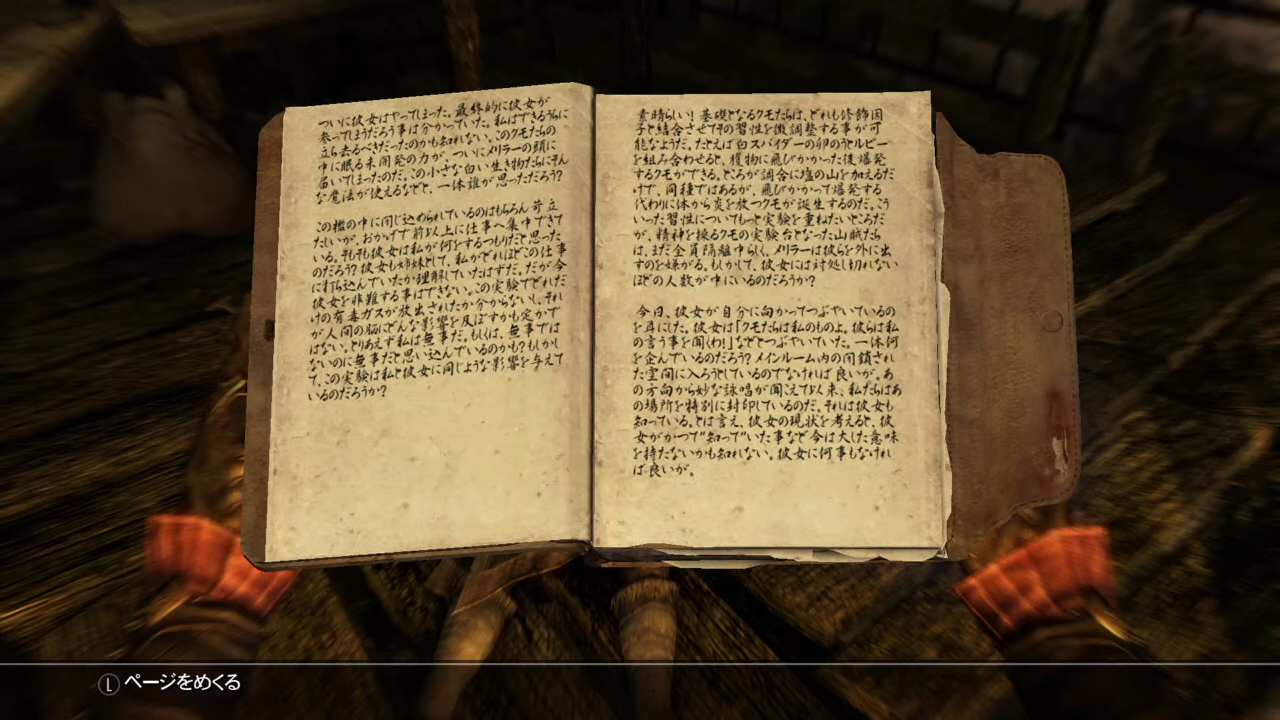 ついに彼女はやってしまった。最終的に彼女が
参ってしまうだろう事は分かっていた。私はできるうちに
立ち去るべきだったのかも知れない。このクモたちの
中に眠る未開発の力が、ついにメリラーの頭に
届いてしまったのだ。この小さな白い生き物たちにそん
な魔法が使えるなどと、一体誰が思っただろう?
この檻の中に閉じ込められているのはもちろん苛立
たしいが、おかげで前以上に仕事へ集中できて
いる。そもそも彼女は私が何をするつもりだと思った
のだろう? 彼女も姉妹として、私がどれほどこの仕事
に打ち込んでいたか理解していたはずだ。だが今
彼女を非難する事はできない。この実験でどれだ
けの有毒ガスが放出されたか分からないし、それ
が人間の脳にどんな影響を及ぼすかも定かで
はない。とりあえず私は無事だ。もしくは、無事では
ないのに無事だと思い込んでいるのかも? もしかし
て、この実験は私と彼女に同じような影響を与えて
いるのだろうか?
素晴らしい! 基礎となるクモたちは、どれも修飾因
子と結合させてその習性を微調整する事が可
能なようだ。たとえば白スパイダーの卵のうとルビー
を組み合わせると、獲物に飛びかかった後爆発
するクモができる。ところが調合に塩の山を加えるだ
けで、同種ではあるが、飛びかかって爆発する
代わりに体から炎を放つクモが誕生するのだ。こう
いった習性についてもっと実験を重ねたいところだ
が、精神を操るクモの実験台となった山賊たち
は、まだ全員隔離中らしく、メリラーは彼らを外に出
すのを嫌がる。もしかして、彼女には対処し切れない
ほどの人数が中にいるのだろうか?
今日、彼女が自分に向かってつぶやいているの
を耳にした。彼女は「クモたちは私のものよ。彼らは私
の言う事を聞くわ!」などとつぶやいていた。一体何
を企んでいるのだろう? メインルーム内の閉鎖され
た空間に入ろうとしているのでなければ良いが。あ
の方向から妙な詠唱が聞こえて以来、私たちはあ
の場所を特別に封印しているのだ。それは彼女も
知っている。とは言え、彼女の現状を考えると、彼
女がかつて"知って"いた事など今は大した意味
を持たないかも知れない。彼女に何事もなけれ
ば良いが。
L ページをめくる